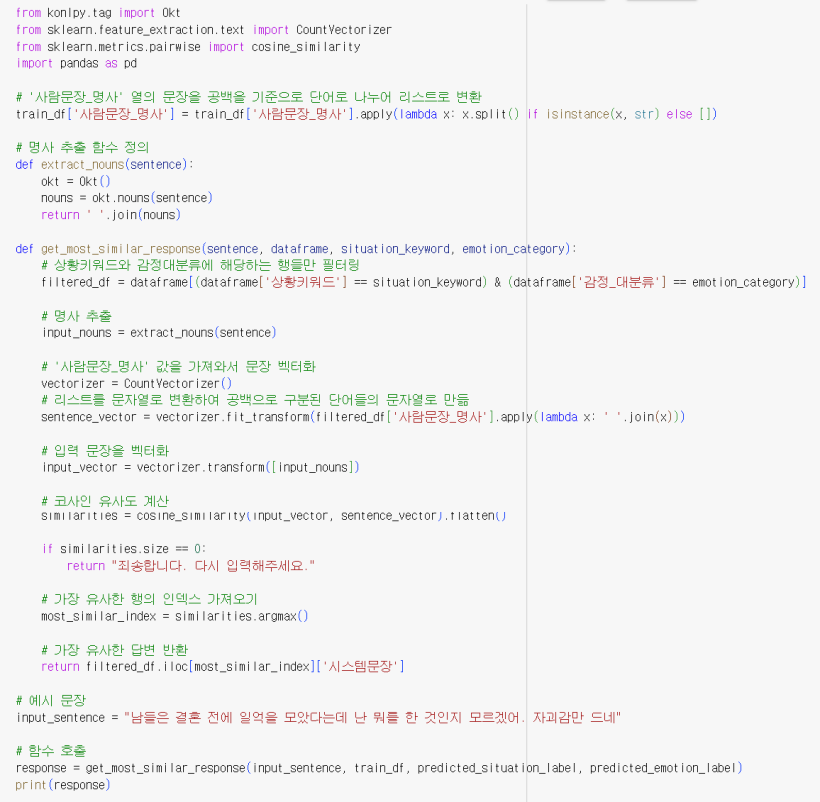 from konlpy.tag import Okt
from sklearn.feature_extraction.text import CountVectorizer
from sklearn.metrics.pairwise import cosine_similarity
import pandas as pd

# '사람문장_명사' 열의 문장을 공백을 기준으로 단어로 나누어 리스트로 변환
train_df['사람문장_명사'] = train_df['사람문장_명사'].apply(lambda x: x.split() if isinstance(x, str) else [])

# 명사 추출 함수 정의
def extract_nouns(sentence):
    okt = Okt()
    nouns = okt.nouns(sentence)
    return ' '.join(nouns)

def get_most_similar_response(sentence, dataframe, situation_keyword, emotion_category):
    # 상황키워드와 감정대분류에 해당하는 행들만 필터링
    filtered_df = dataframe[(dataframe['상황키워드'] == situation_keyword) & (dataframe['감정_대분류'] == emotion_category)]

    # 명사 추출
    input_nouns = extract_nouns(sentence)

    # '사람문장_명사' 값을 가져와서 문장 벡터화
    vectorizer = CountVectorizer()
    # 리스트를 문자열로 변환하여 공백으로 구분된 단어들의 문자열로 만듦
    sentence_vector = vectorizer.fit_transform(filtered_df['사람문장_명사'].apply(lambda x: ' '.join(x)))

    # 입력 문장을 벡터화
    input_vector = vectorizer.transform([input_nouns])

    # 코사인 유사도 계산
    similarities = cosine_similarity(input_vector, sentence_vector).flatten()

    if similarities.size == 0:
        return "죄송합니다. 다시 입력해주세요."

    # 가장 유사한 행의 인덱스 가져오기
    most_similar_index = similarities.argmax()

    # 가장 유사한 답변 반환
    return filtered_df.iloc[most_similar_index]['시스템문장']

# 예시 문장
input_sentence = "남들은 결혼 전에 일억을 모았다는데 난 뭐를 한 것인지 모르겠어. 자괴감만 드네"

# 함수 호출
response = get_most_similar_response(input_sentence, train_df, predicted_situation_label, predicted_emotion_label)
print(response)